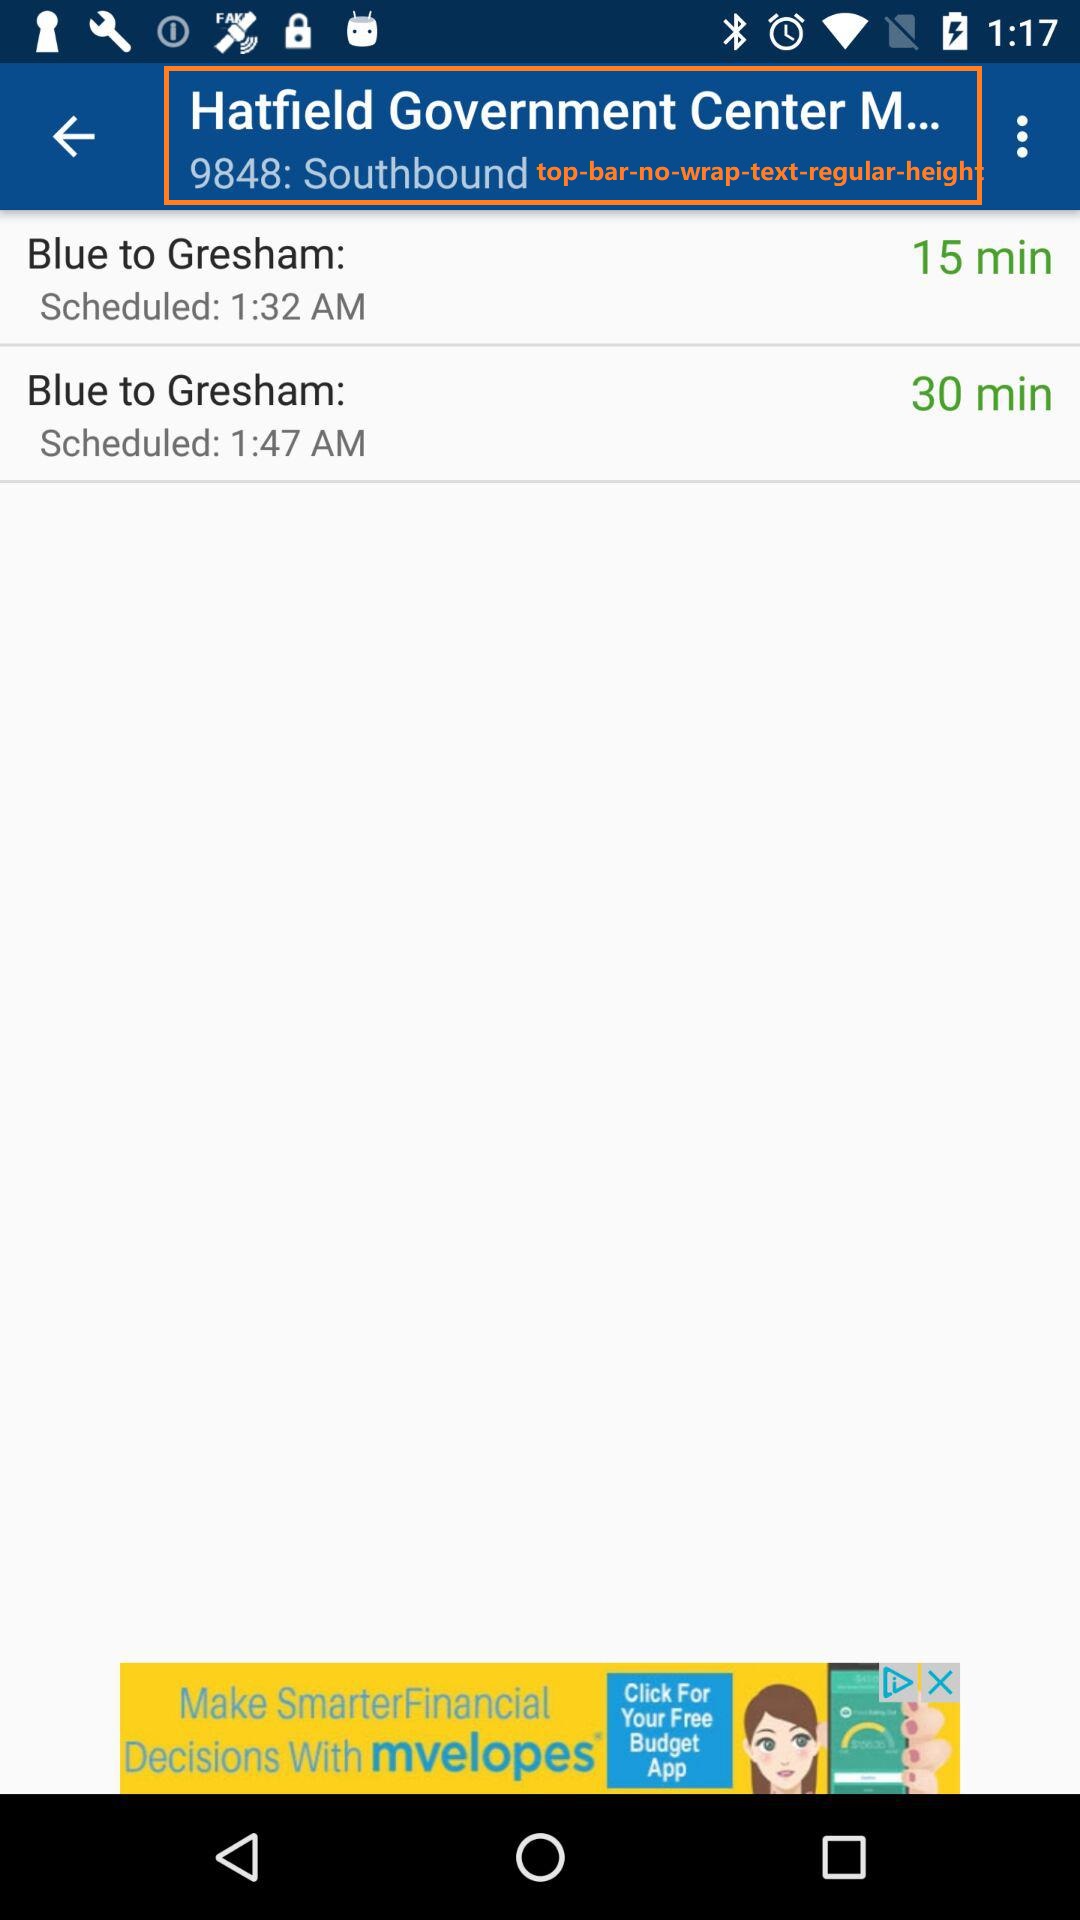 FAKE
1:17
Hatfield Government Center M...
9848: Southbound
top-bar-no-wrap-text-regular-height
Blue to Gresham:
15 min
Scheduled: 1:32 AM
Blue to Gresham:
30 min
Scheduled: 1:47 AM
Make SmarterFinancial
Decisions With mvelopes®
Click For
Your Free
Budget
App